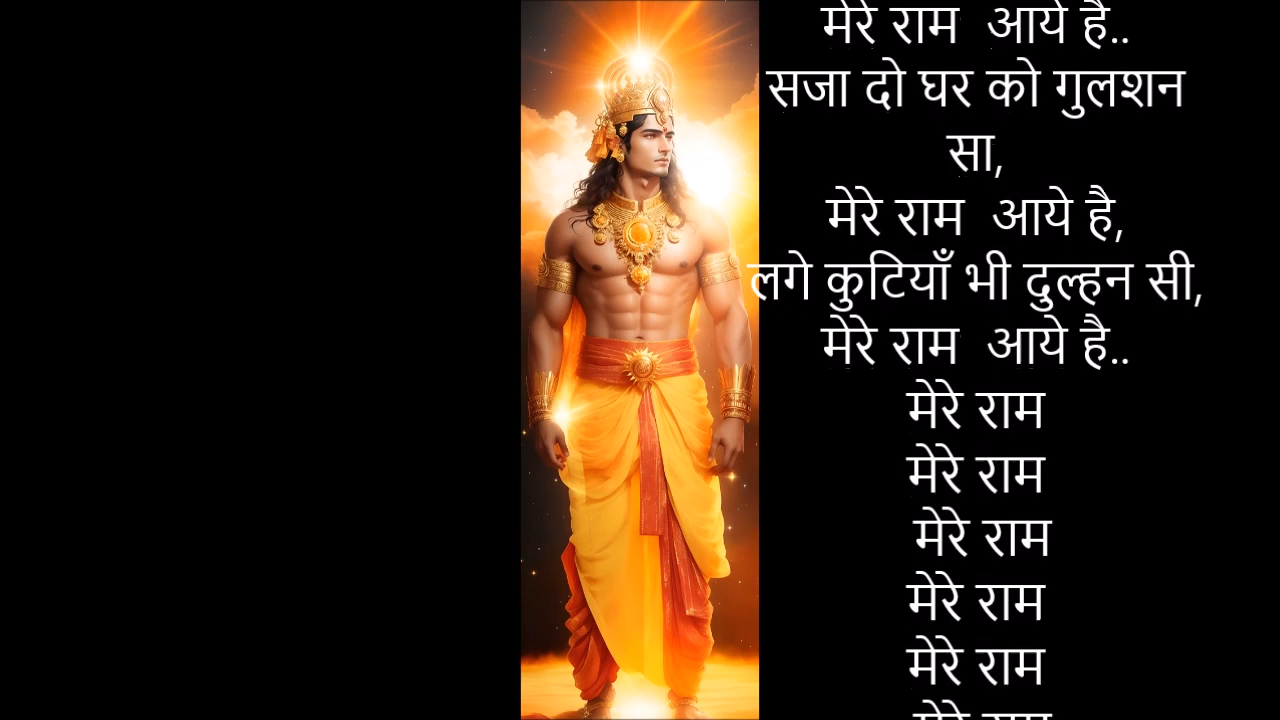 मेरे राम  आये है..
सजा दो घर को गुलशन
सा,
मेरे राम  आये है,
लगे कुटियाँ भी दुल्हन सी,
मेरे राम  आये है..
मेरे राम
मेरे राम
मेरे राम
मेरे राम
मेरे राम